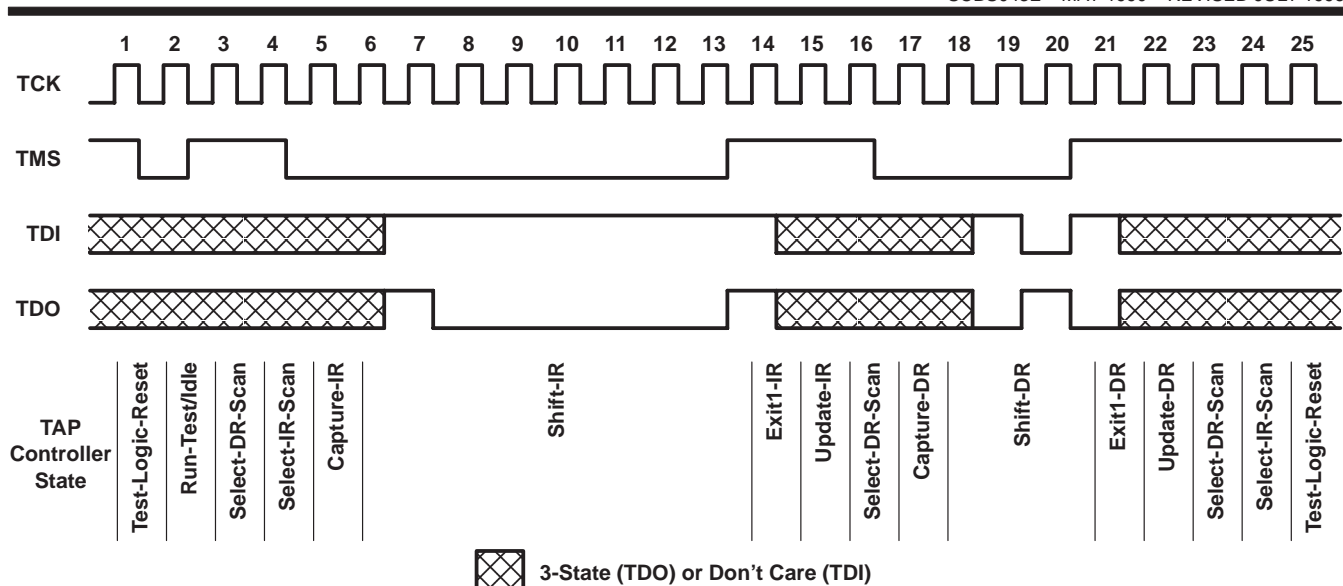 1 2 3 4 5 6 7 8 9 10 11 12 13 14 15 16 17 18 19 20 21 22 23 24 25
TCK
TMS
TDI
TDO
TAP
Controller
State
Test-Logic-Reset
Run-Test/Idle
Select-DR-Scan
Select-IR-Scan
Capture-IR
Shift-IR
Exit1-IR
Update-IR
Select-DR-Scan
Capture-DR
Shift-DR
Exit1-DR
Update-DR
Select-DR-Scan
Select-IR-Scan
Test-Logic-Reset
3-State (TDO) or Don't Care (TDI)